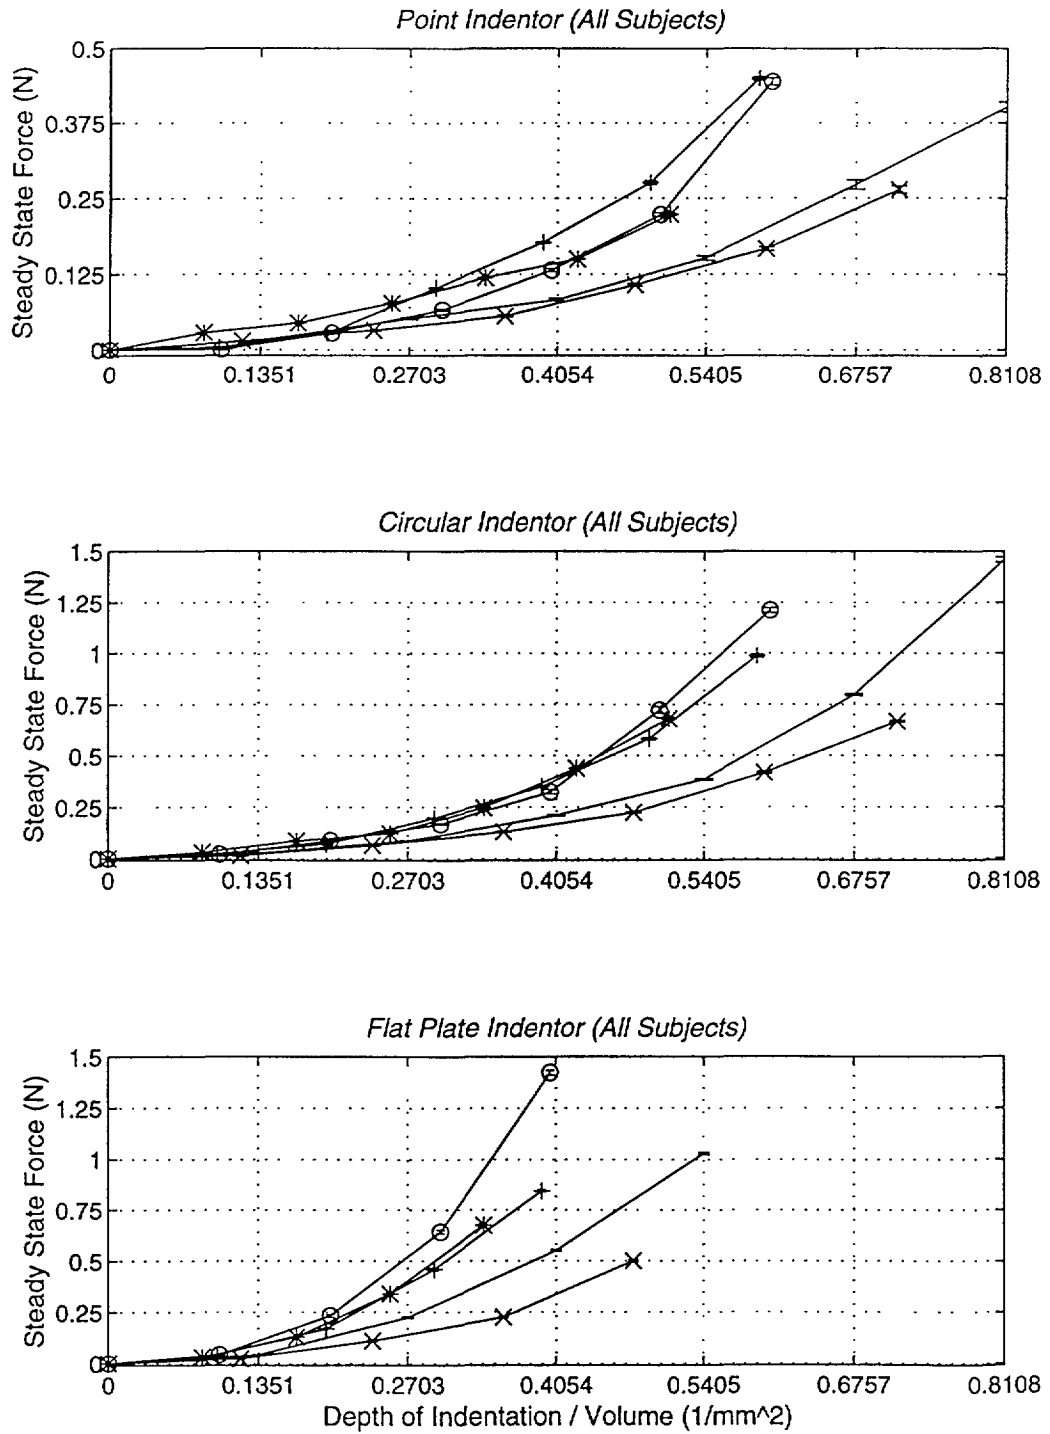 Point Indentor (All Subjects)
0.5
0.375
0.25
0.125
0
Steady State Force (N)
0 0.1351 0.2703 0.4054 0.5405 0.6757 0.8108
Circular Indentor (All Subjects)
1.5
1.25
1
0.75
0.5
0.25
0
Steady State Force (N)
0 0.1351 0.2703 0.4054 0.5405 0.6757 0.8108
Flat Plate Indentor (All Subjects)
1.5
1.25
1
0.75
0.5
0.25
0
Steady State Force (N)
0 0.1351 0.2703 0.4054 0.5405 0.6757 0.8108
Depth of Indentation / Volume (1/mm^2)